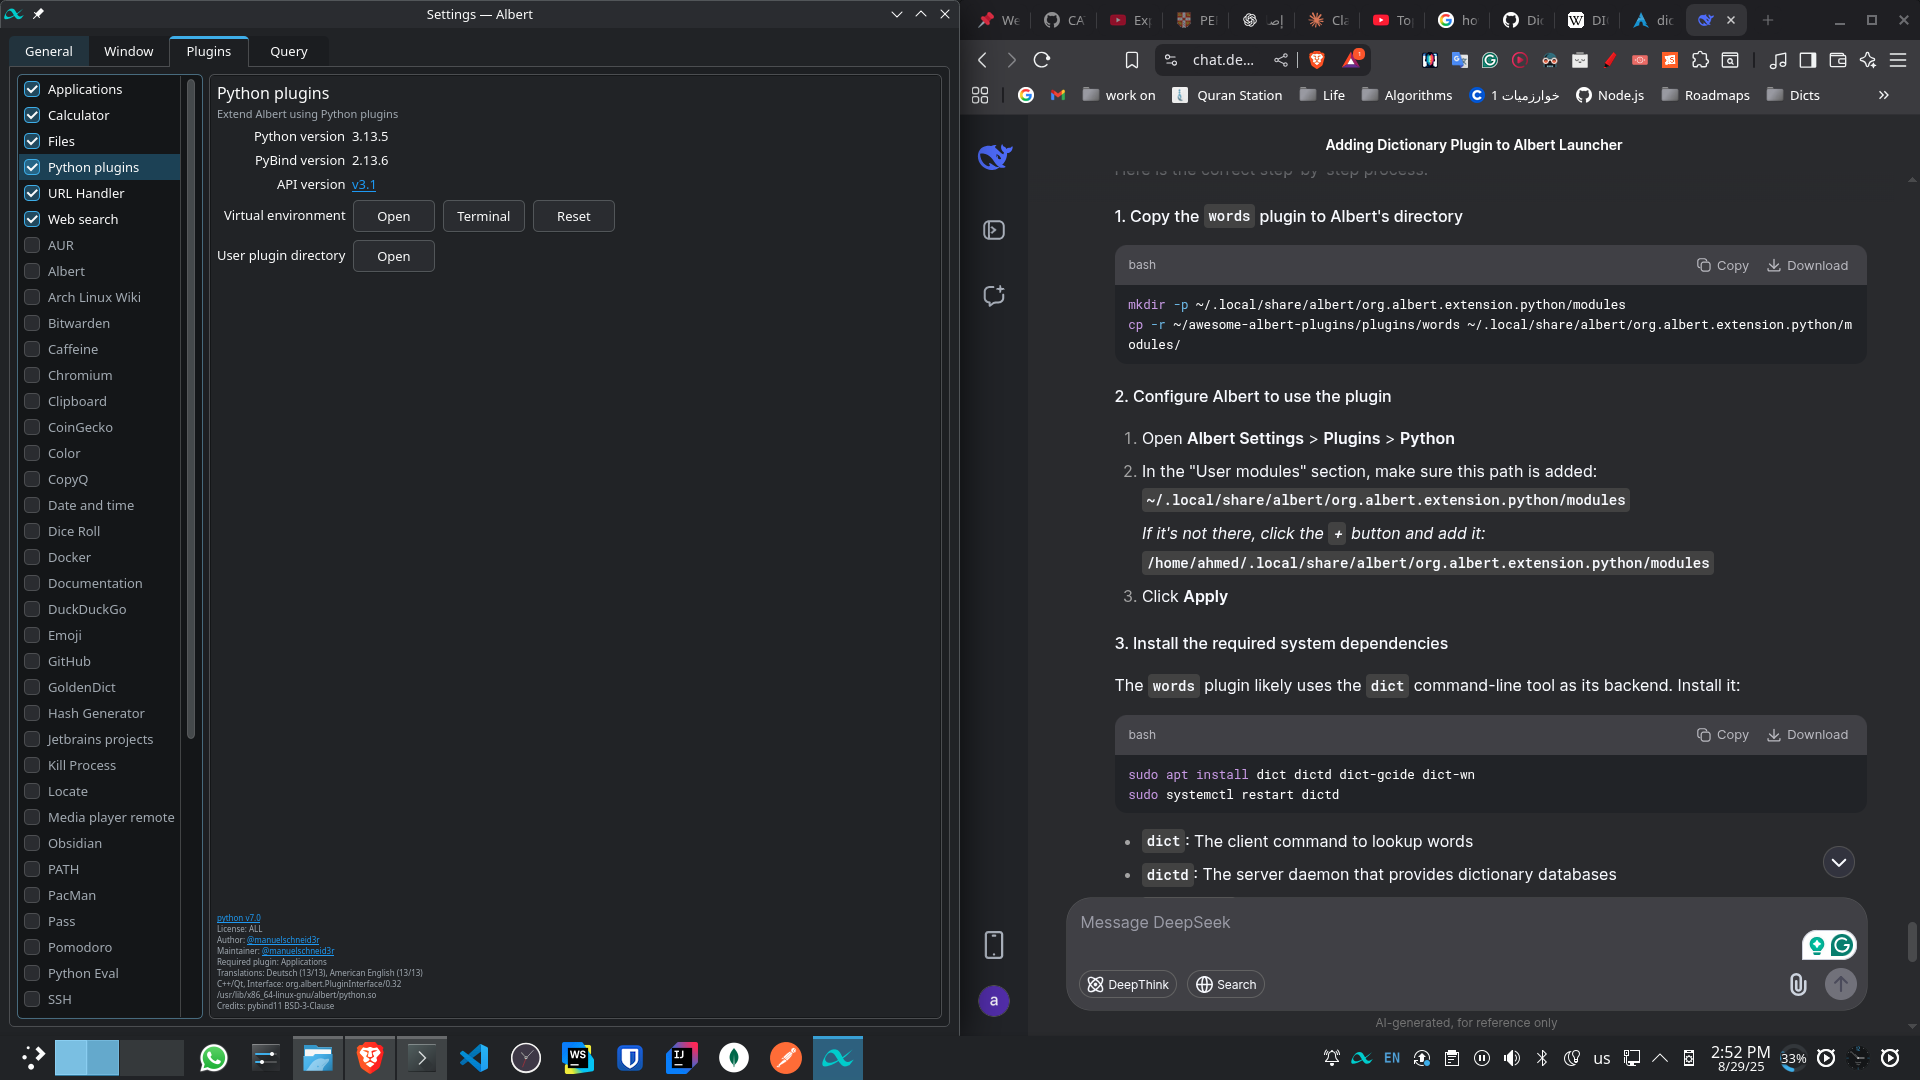 Settings — Albert
General
Window
Plugins
Query
Applications
Calculator
Files
Python plugins
URL Handler
Web search
AUR
Albert
Arch Linux Wiki
Bitwarden
Caffeine
Chromium
Clipboard
CoinGecko
Color
CopyQ
Date and time
Dice Roll
Docker
Documentation
DuckDuckGo
Emoji
GitHub
GoldenDict
Hash Generator
Jetbrains projects
Kill Process
Locate
Media player remote
Obsidian
PATH
PacMan
Pass
Pomodoro
Python Eval
SSH
Python plugins
Extend Albert using Python plugins
Python version 3.13.5
PyBind version 2.13.6
API version v3.1
Virtual environment Open Terminal Reset
User plugin directory Open
python v7.0
License: ALL
Author: @manuelschneid3r
Maintainer: @manuelschneid3r
Required plugin: Applications
Translations: Deutsch (13/13), American English (13/13)
C++/Qt, Interface: org.albert.PluginInterface/0.32
/usr/lib/x86_64-linux-gnu/albert/python.so
Credits: pybind11 BSD-3-Clause
We CA Exp PEI إص Cla To ho Dic DIC dic
chat.de...
work on Quran Station Life Algorithms خوارزميات 1 Node.js Roadmaps Dicts
Adding Dictionary Plugin to Albert Launcher
Here is the correct step-by-step process:
1. Copy the words plugin to Albert's directory
bash Copy Download
mkdir -p ~/.local/share/albert/org.albert.extension.python/modules
cp -r ~/awesome-albert-plugins/plugins/words ~/.local/share/albert/org.albert.extension.python/m
odules/
2. Configure Albert to use the plugin
1. Open Albert Settings > Plugins > Python
2. In the "User modules" section, make sure this path is added:
~/.local/share/albert/org.albert.extension.python/modules
If it's not there, click the + button and add it:
/home/ahmed/.local/share/albert/org.albert.extension.python/modules
3. Click Apply
3. Install the required system dependencies
The words plugin likely uses the dict command-line tool as its backend. Install it:
bash Copy Download
sudo apt install dict dictd dict-gcide dict-wn
sudo systemctl restart dictd
• dict: The client command to lookup words
• dictd: The server daemon that provides dictionary databases
Message DeepSeek
DeepThink Search
a
AI-generated, for reference only
WS IJ
EN us 2:52 PM 33%
8/29/25